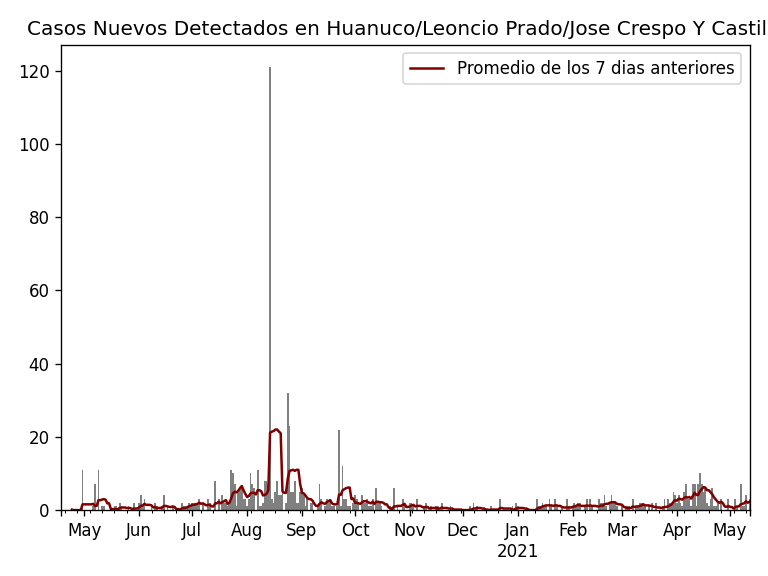 Casos Nuevos Detectados en Huanuco/Leoncio Prado/Jose Crespo Y Castil
Promedio de los 7 dias anteriores
120
100
80
60
40
20
0
May Jun Jul Aug Sep Oct Nov Dec Jan Feb Mar Apr May
2021